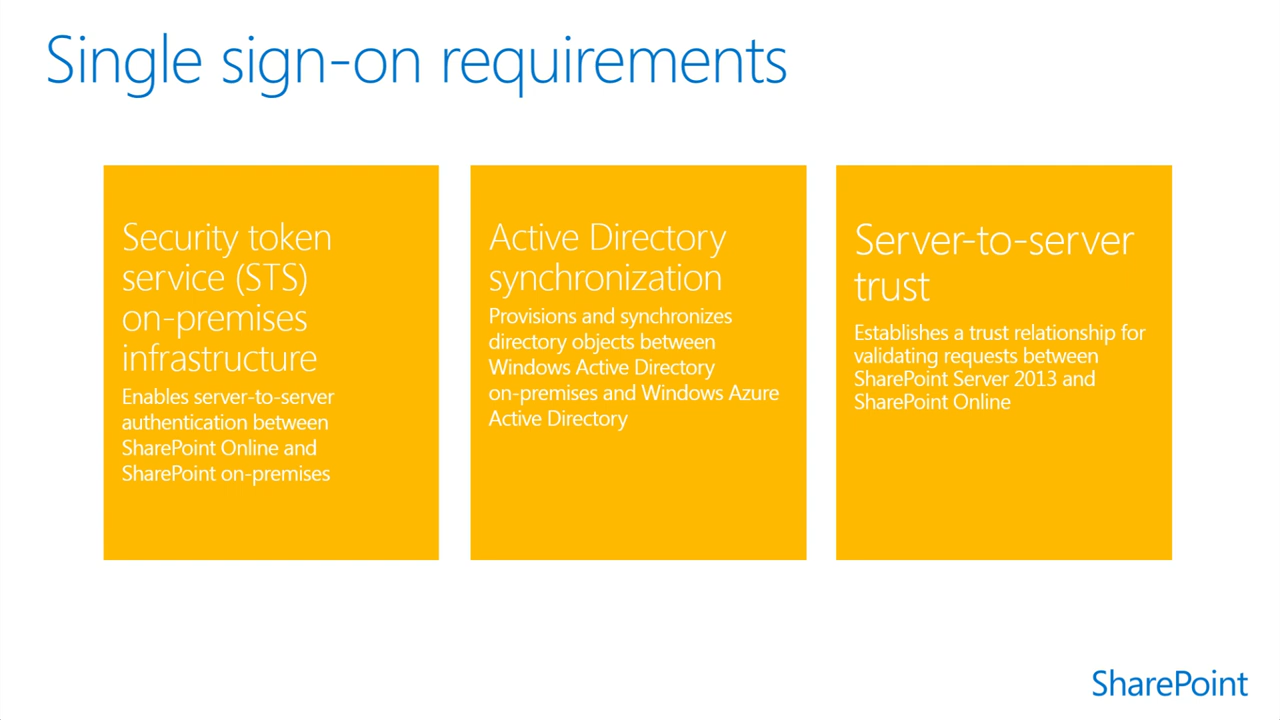 Single sign-on requirements
Security token
service (STS)
on-premises
infrastructure
Enables server-to-server
authentication between
SharePoint Online and
SharePoint on-premises
Active Directory
synchronization
Provisions and synchronizes
directory objects between
Windows Active Directory
on-premises and Windows Azure
Active Directory
Server-to-server
trust
Establishes a trust relationship for
validating requests between
SharePoint Server 2013 and
SharePoint Online
SharePoint